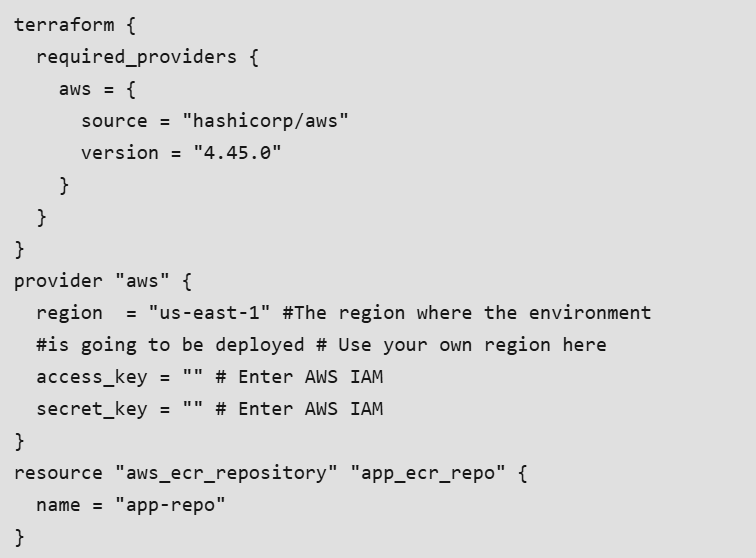 terraform {
  required_providers {
    aws = {
      source = "hashicorp/aws"
      version = "4.45.0"
    }
  }
}
provider "aws" {
  region  = "us-east-1" #The region where the environment
  #is going to be deployed # Use your own region here
  access_key = "" # Enter AWS IAM
  secret_key = "" # Enter AWS IAM
}
resource "aws_ecr_repository" "app_ecr_repo" {
  name = "app-repo"
}